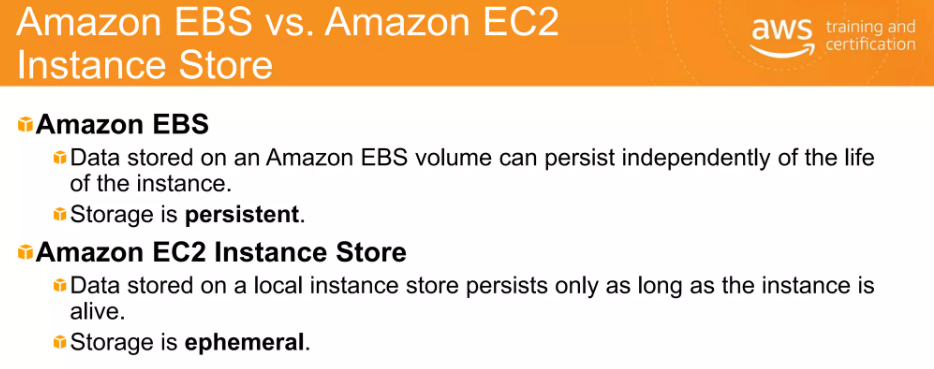 Amazon EBS vs. Amazon EC2
Instance Store
aws training and
certification
Amazon EBS
Data stored on an Amazon EBS volume can persist independently of the life
of the instance.
Storage is persistent.
Amazon EC2 Instance Store
Data stored on a local instance store persists only as long as the instance is
alive.
Storage is ephemeral.